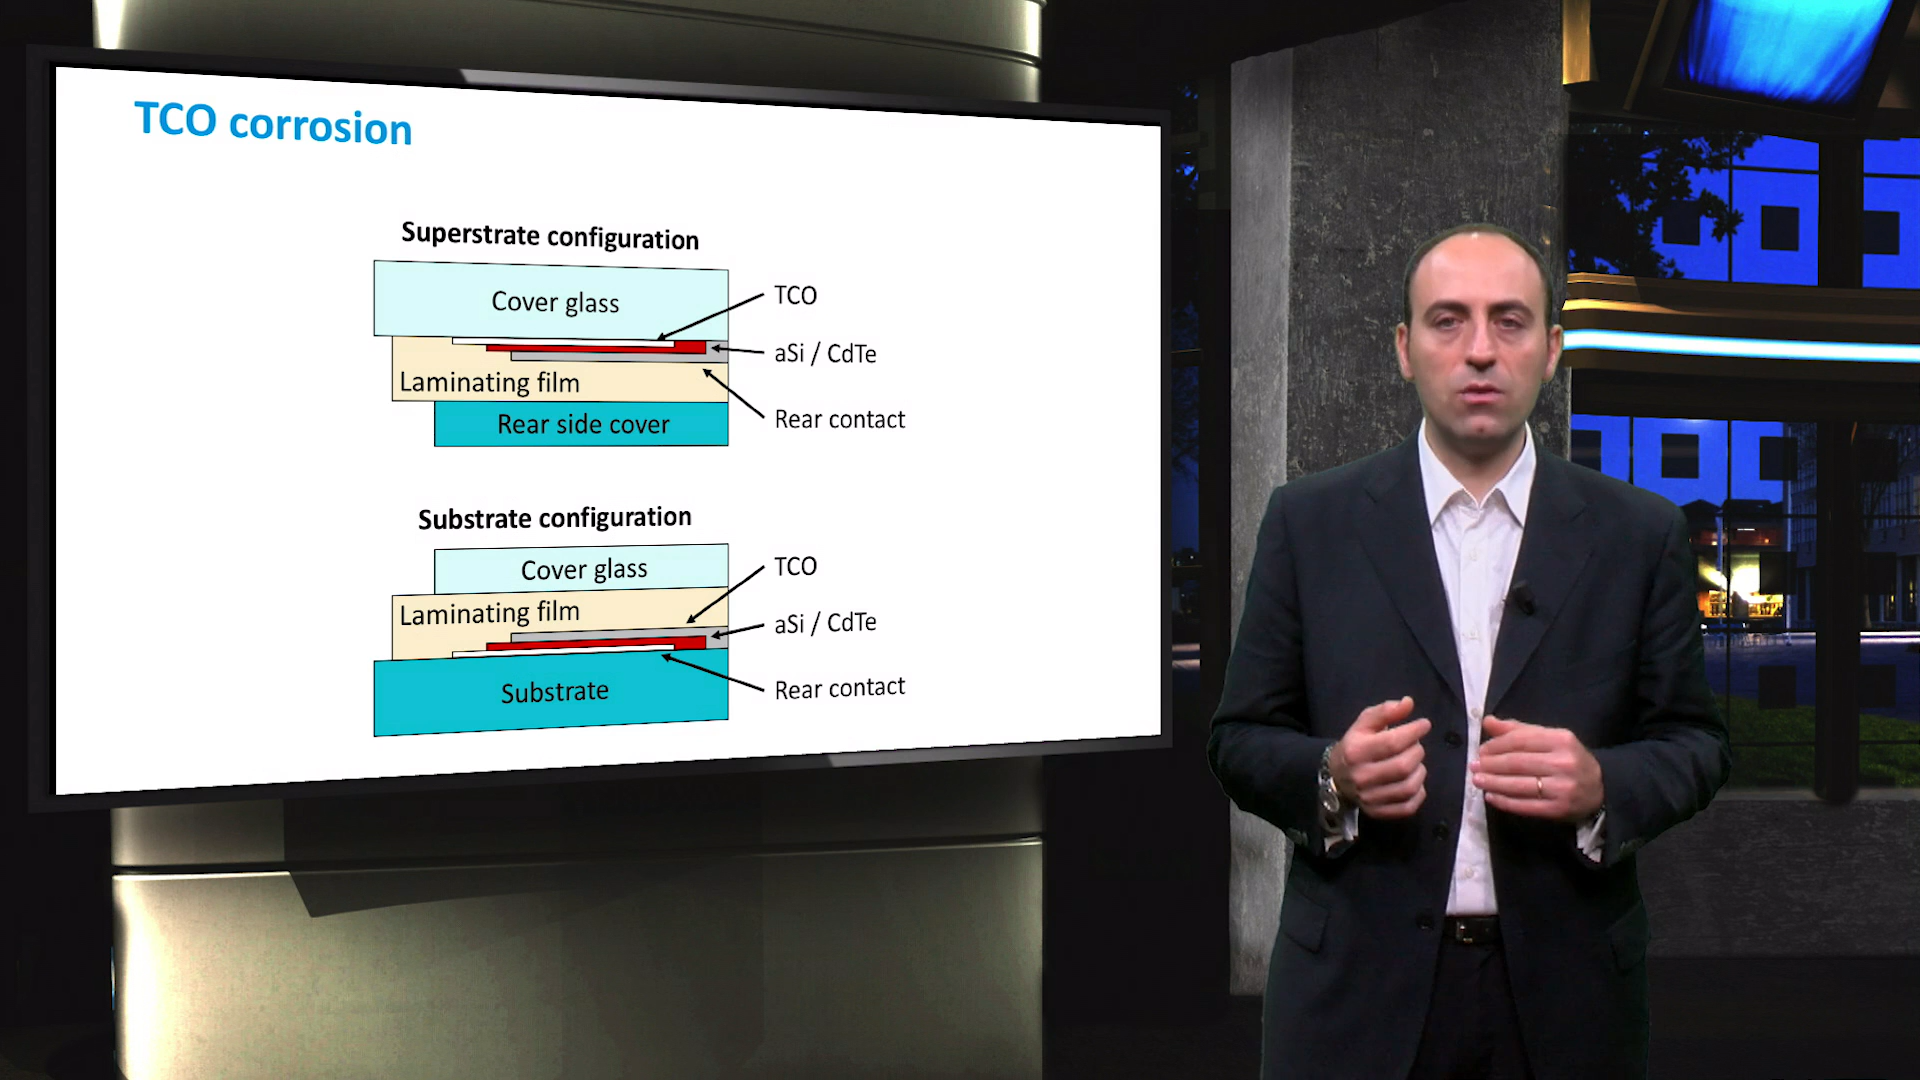 TCO corrosion
Superstrate configuration
Cover glass
TCO
aSi / CdTe
Laminating film
Rear contact
Rear side cover
Substrate configuration
Cover glass
TCO
Laminating film
aSi / CdTe
Substrate
Rear contact